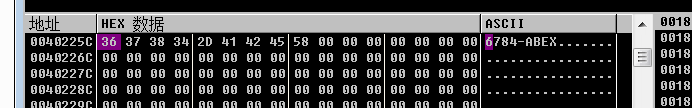 地址 HEX 数据 ASCII 0018
0040225C 36 37 38 34 2D 41 42 45 58 00 00 00 00 00 00 00 6784-ABEX....... 0018
0040226C 00 00 00 00 00 00 00 00 00 00 00 00 00 00 00 00 ................ 0018
0040227C 00 00 00 00 00 00 00 00 00 00 00 00 00 00 00 00 ................ 0018
0040228C 00 00 00 00 00 00 00 00 00 00 00 00 00 00 00 00 ................ 0018